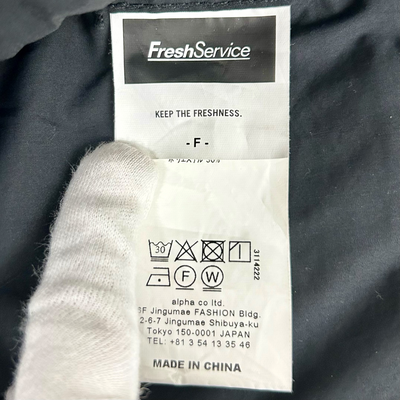 FreshService
KEEP THE FRESHNESS.
- F -
30
F W
3114222
alpha co ltd.
6F Jingumae FASHION Bldg.
2-6-7 Jingumae Shibuya-ku
Tokyo 150-0001 JAPAN
TEL: +81 3 54 13 35 46
MADE IN CHINA